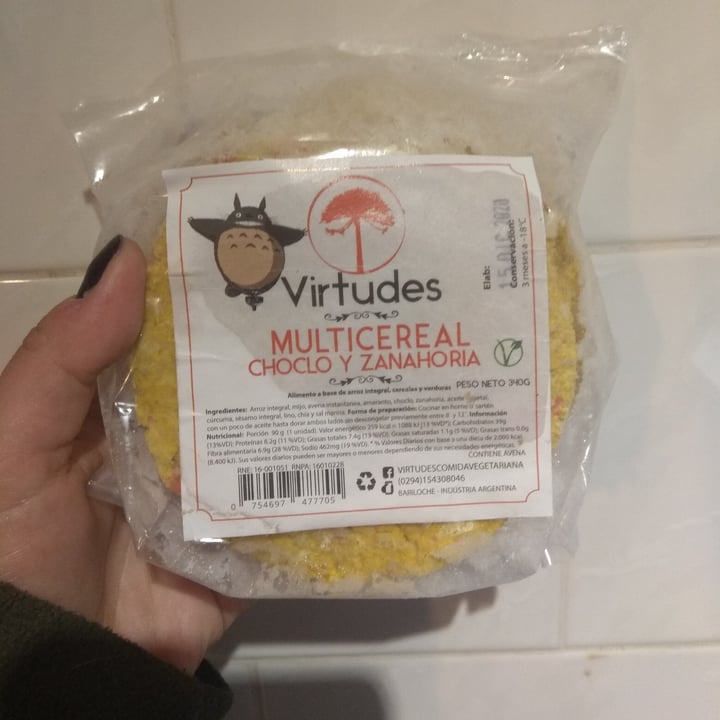 Virtudes
MULTICEREAL
CHOCLO Y ZANAHORIA
Alimento a base de arroz integral, cereales y verduras PESO NETO 340G
Ingredientes: Arroz integral, mijo, avena instantánea, amaranto, choclo, zanahoria, aceite vegetal,
cúrcuma, sésamo integral, lino, chía y sal marina. Forma de preparación: Cocinar en horno o sartén
con un poco de aceite hasta dorar ambos lados sin descongelar previamente entre 8 y 12'. Información
Nutricional: Porción 90 g (1 unidad). Valor energético 259 kcal = 1088 kJ (13 %VD*); Carbohidratos 39g
(13%VD); Proteínas 8.2g (11 %VD); Grasas totales 7.4g (13 %VD); Grasas saturadas 1.1g (5 %VD); Grasas trans 0.0g
Fibra alimentaria 6.9g (28 %VD); Sodio 462mg (19 %VD). * % Valores Diarios con base a una dieta de 2.000 kcal
(8.400 kJ). Sus valores diarios pueden ser mayores o menores dependiendo de sus necesidades energéticas.
CONTIENE AVENA
RNE: 16-001051 RNPA: 16010228
0 754697 477705
VIRTUDESCOMIDAVEGETARIANA
(0294)154308046
BARILOCHE - INDUSTRIA ARGENTINA
Elab:
15 DIC 2020
Conservación:
3 meses a -18°C